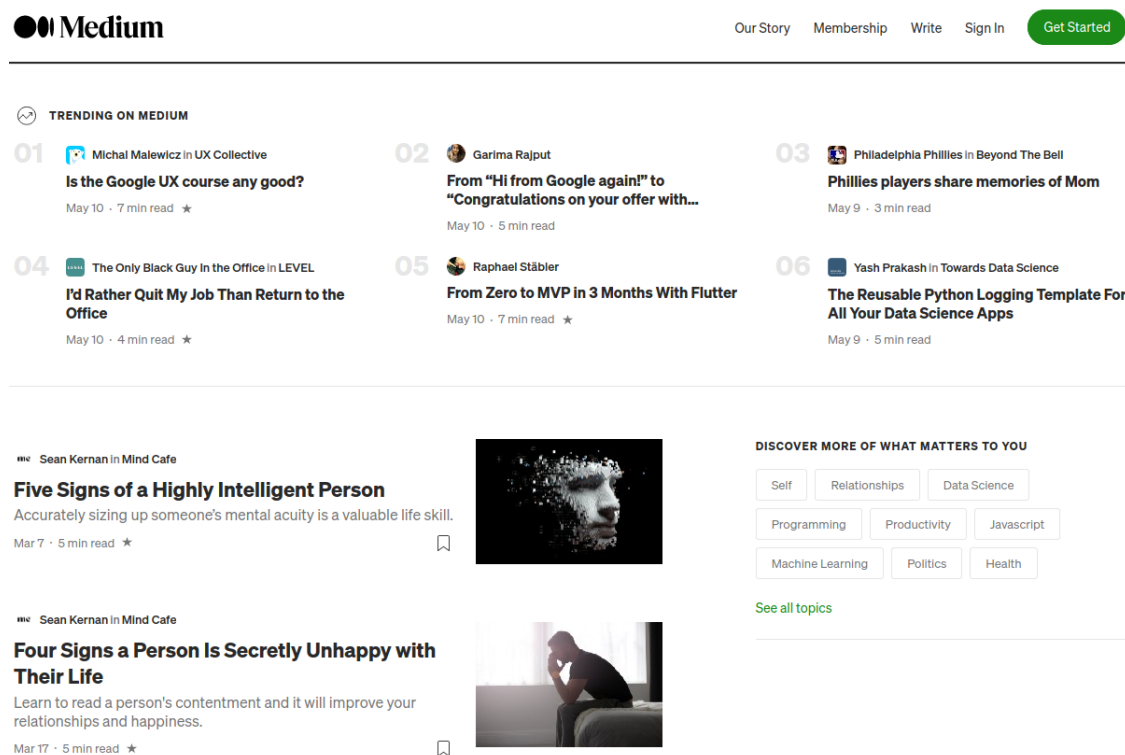 Medium
Our Story Membership Write Sign In Get Started
TRENDING ON MEDIUM
01
Michal Malewicz in UX Collective
Is the Google UX course any good?
May 10 · 7 min read ★
02
Garima Rajput
From “Hi from Google again!” to
“Congratulations on your offer with...
May 10 · 5 min read
03
Philadelphia Phillies in Beyond The Bell
Phillies players share memories of Mom
May 9 · 3 min read
04
The Only Black Guy In the Office in LEVEL
I’d Rather Quit My Job Than Return to the
Office
May 10 · 4 min read ★
05
Raphael Stäbler
From Zero to MVP in 3 Months With Flutter
May 10 · 7 min read ★
06
Yash Prakash in Towards Data Science
The Reusable Python Logging Template For
All Your Data Science Apps
May 9 · 5 min read
me Sean Kernan in Mind Cafe
Five Signs of a Highly Intelligent Person
Accurately sizing up someone’s mental acuity is a valuable life skill.
Mar 7 · 5 min read ★
me Sean Kernan in Mind Cafe
Four Signs a Person Is Secretly Unhappy with
Their Life
Learn to read a person's contentment and it will improve your
relationships and happiness.
Mar 17 · 5 min read ★
DISCOVER MORE OF WHAT MATTERS TO YOU
Self Relationships Data Science
Programming Productivity Javascript
Machine Learning Politics Health
See all topics